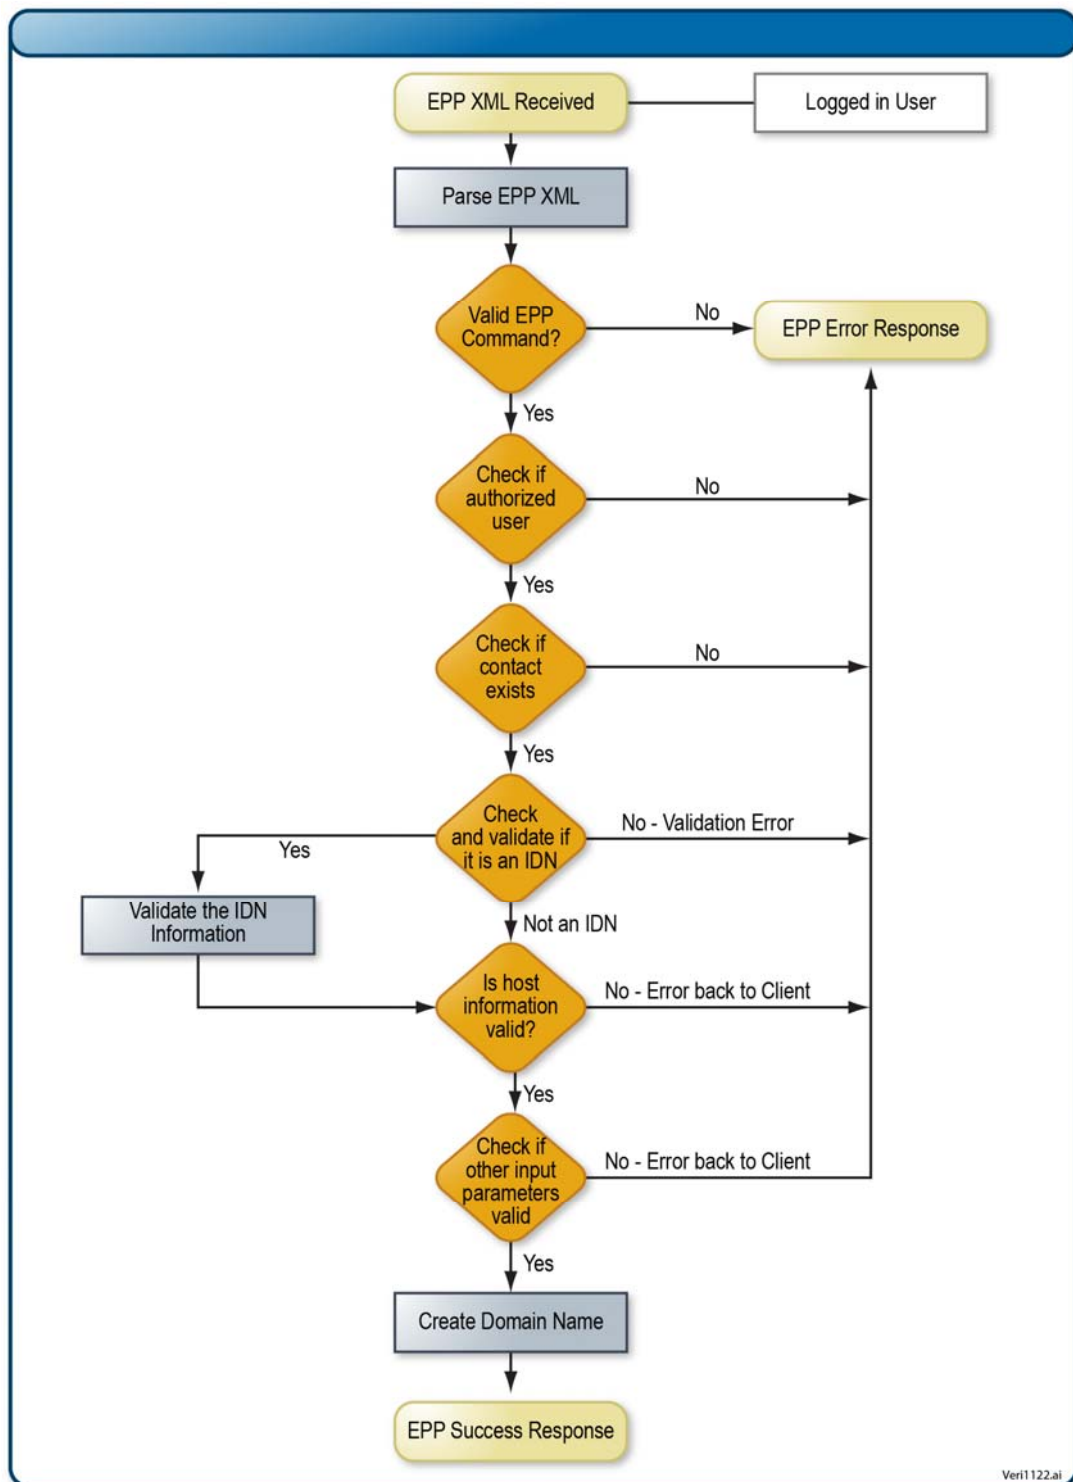 EPP XML Received
Logged in User
Parse EPP XML
Valid EPP
Command?
No
EPP Error Response
Yes
Check if
authorized
user
No
Yes
Check if
contact
exists
No
Yes
Check
and validate if
it is an IDN
No - Validation Error
Yes
Validate the IDN
Information
Not an IDN
Is host
information
valid?
No - Error back to Client
Yes
Check if
other input
parameters
valid
No - Error back to Client
Yes
Create Domain Name
EPP Success Response
Veri1122.ai